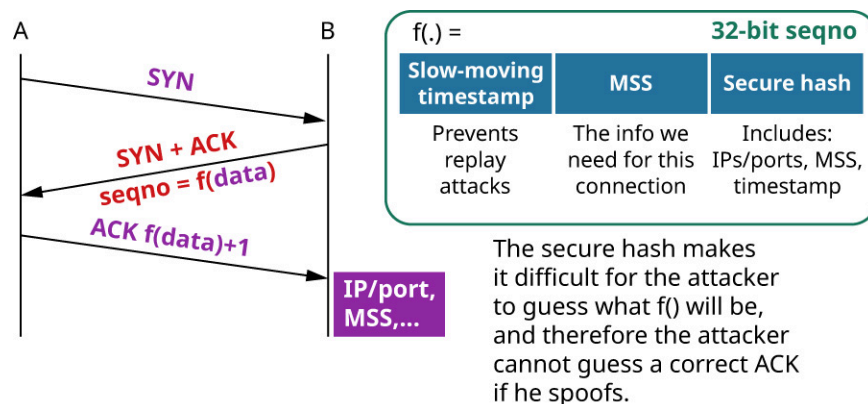 A
B
SYN
SYN + ACK
seqno = f(data)
ACK f(data)+1
IP/port,
MSS,...
f(.) =
32-bit seqno
Slow-moving
timestamp
MSS
Secure hash
Prevents
replay
attacks
The info we
need for this
connection
Includes:
IPs/ports, MSS,
timestamp
The secure hash makes
it difficult for the attacker
to guess what f() will be,
and therefore the attacker
cannot guess a correct ACK
if he spoofs.